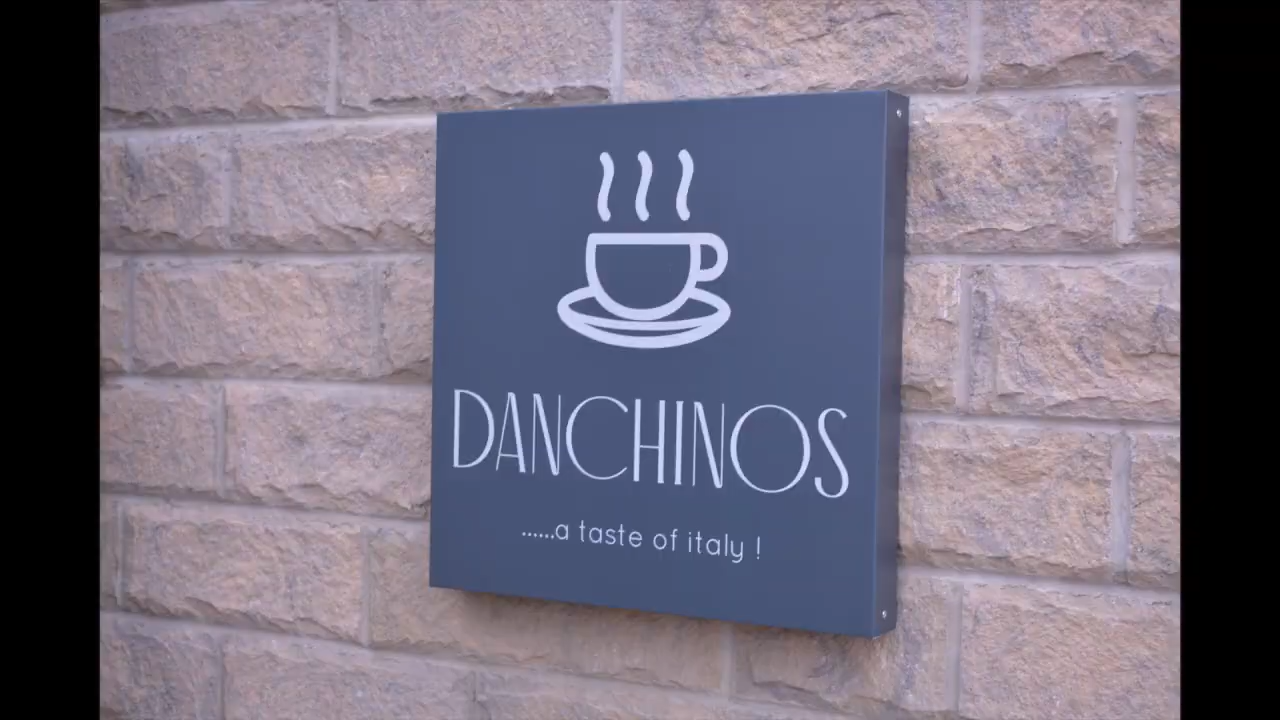 DANCHINOS
......a taste of italy !